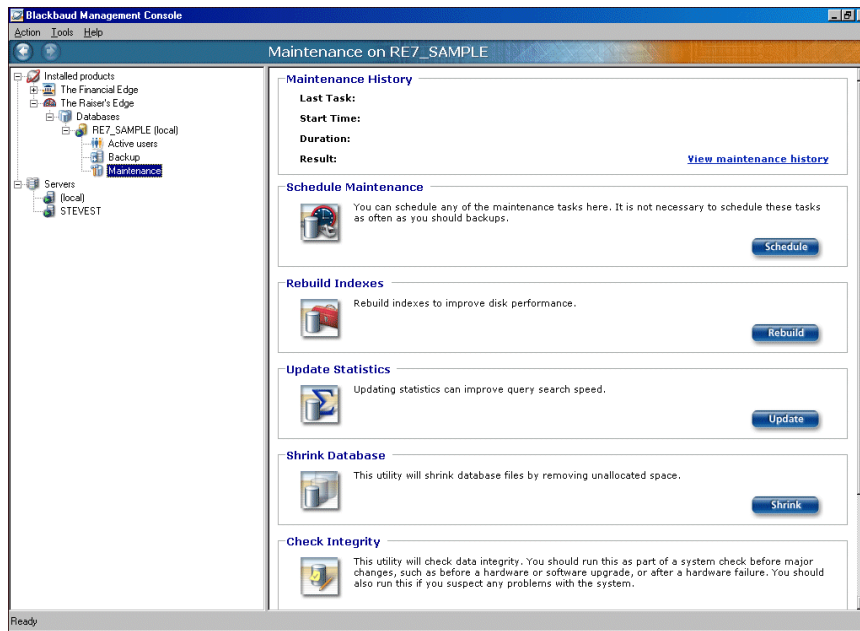 Blackbaud Management Console
Action Tools Help
Maintenance on RE7_SAMPLE
Installed products
The Financial Edge
The Raiser's Edge
Databases
RE7_SAMPLE (local)
Active users
Backup
Maintenance
Servers
(local)
STEVEST
Maintenance History
Last Task:
Start Time:
Duration:
Result:
View maintenance history
Schedule Maintenance
You can schedule any of the maintenance tasks here. It is not necessary to schedule these tasks
as often as you should backups.
Schedule
Rebuild Indexes
Rebuild indexes to improve disk performance.
Rebuild
Update Statistics
Updating statistics can improve query search speed.
Update
Shrink Database
This utility will shrink database files by removing unallocated space.
Shrink
Check Integrity
This utility will check data integrity. You should run this as part of a system check before major
changes, such as before a hardware or software upgrade, or after a hardware failure. You should
also run this if you suspect any problems with the system.
Ready